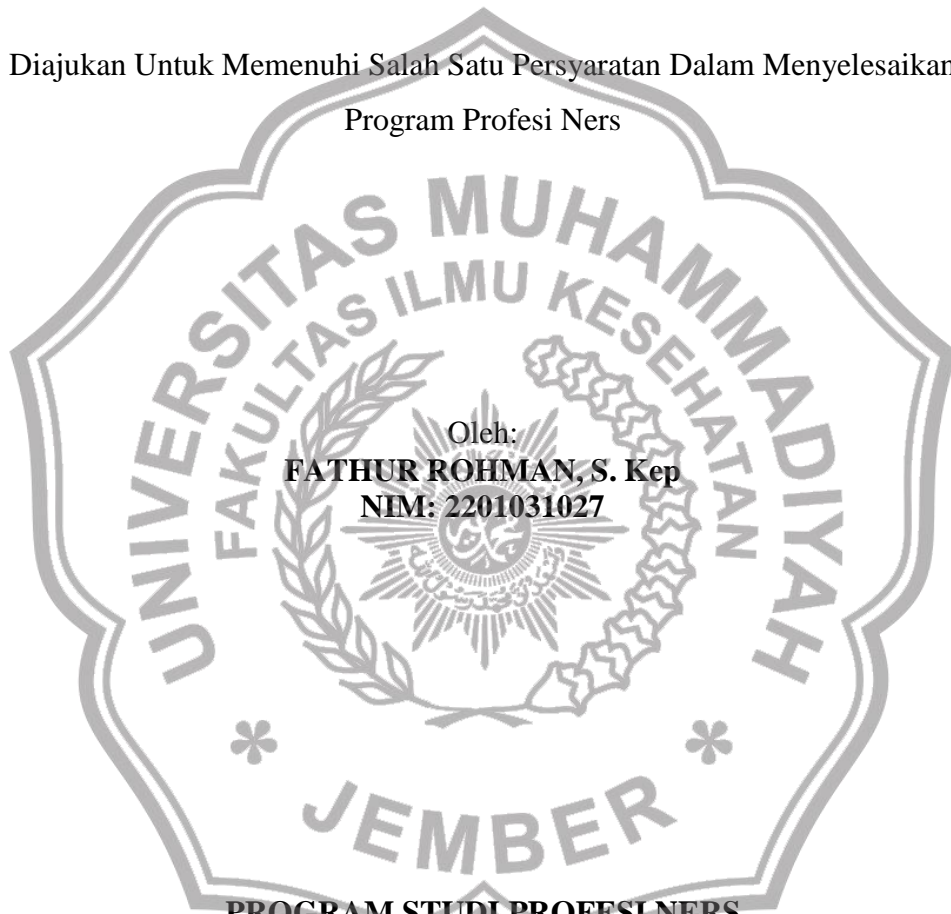 Diajukan Untuk Memenuhi Salah Satu Persyaratan Dalam Menyelesaikan
Program Profesi Ners
UNIVERSITAS MUHAMMADIYAH
FAKULTAS ILMU KESEHATAN
Oleh:
FATHUR ROHMAN, S. Kep
NIM: 2201031027
JEMBER
PROGRAM STUDI PROFESI NERS